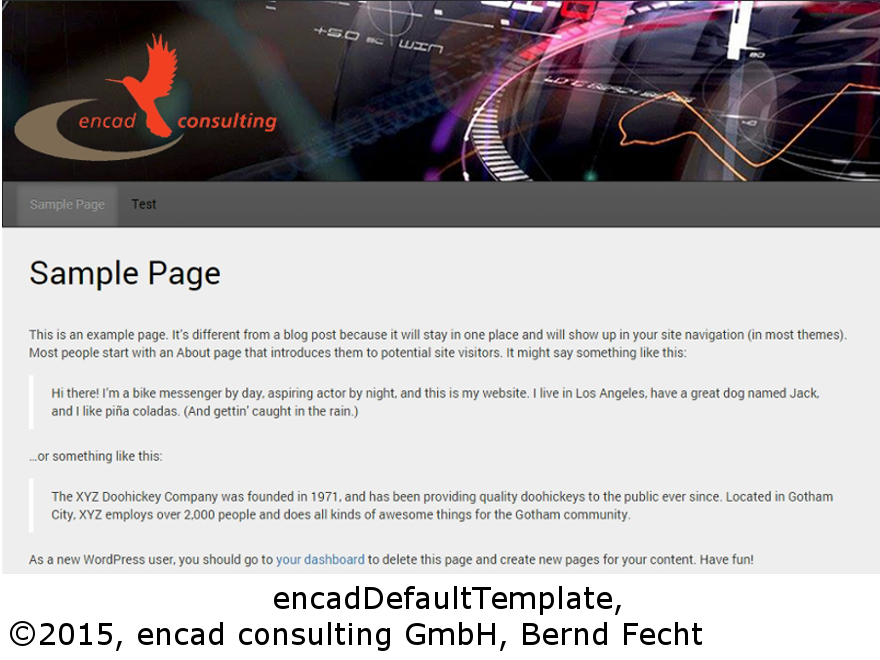 +5.0 BC WIN
encad consulting
Sample Page Test
Sample Page
This is an example page. It's different from a blog post because it will stay in one place and will show up in your site navigation (in most themes).
Most people start with an About page that introduces them to potential site visitors. It might say something like this:
Hi there! I'm a bike messenger by day, aspiring actor by night, and this is my website. I live in Los Angeles, have a great dog named Jack,
and I like piña coladas. (And gettin' caught in the rain.)
...or something like this:
The XYZ Doohickey Company was founded in 1971, and has been providing quality doohickeys to the public ever since. Located in Gotham
City, XYZ employs over 2,000 people and does all kinds of awesome things for the Gotham community.
As a new WordPress user, you should go to your dashboard to delete this page and create new pages for your content. Have fun!
encadDefaultTemplate,
©2015, encad consulting GmbH, Bernd Fecht